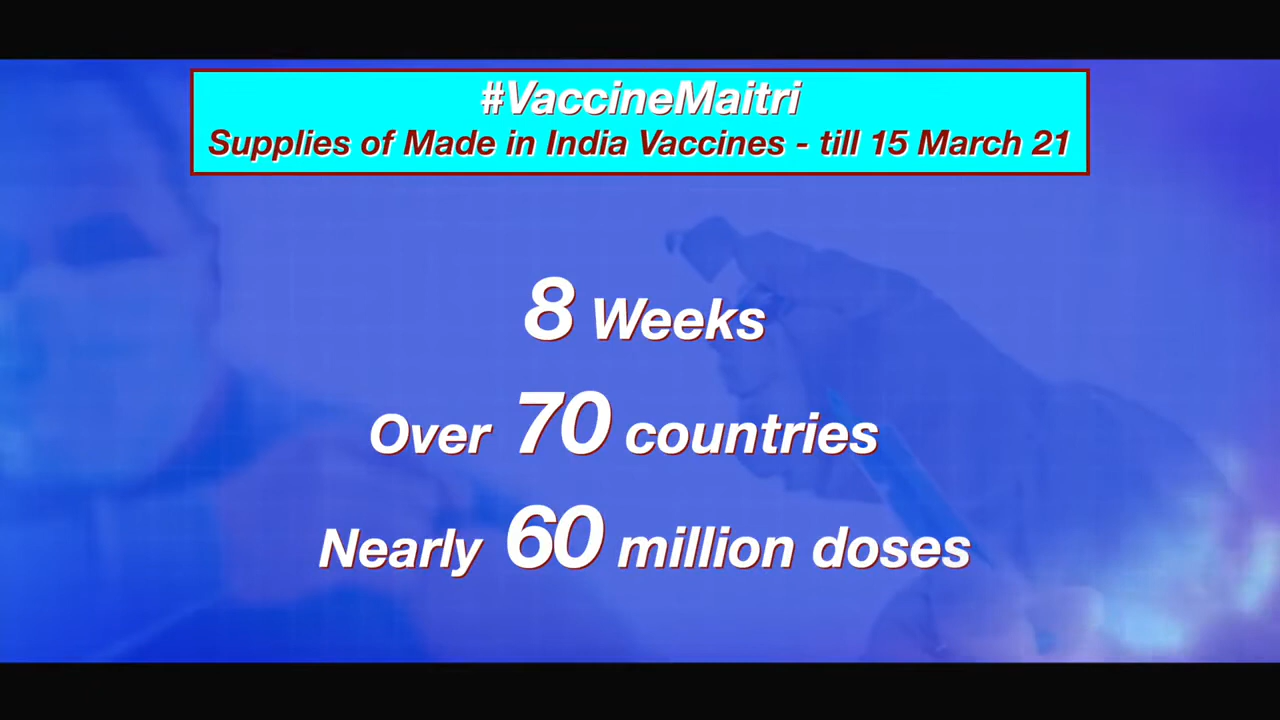 #VaccineMaitri
Supplies of Made in India Vaccines - till 15 March 21
8 Weeks
Over 70 countries
Nearly 60 million doses